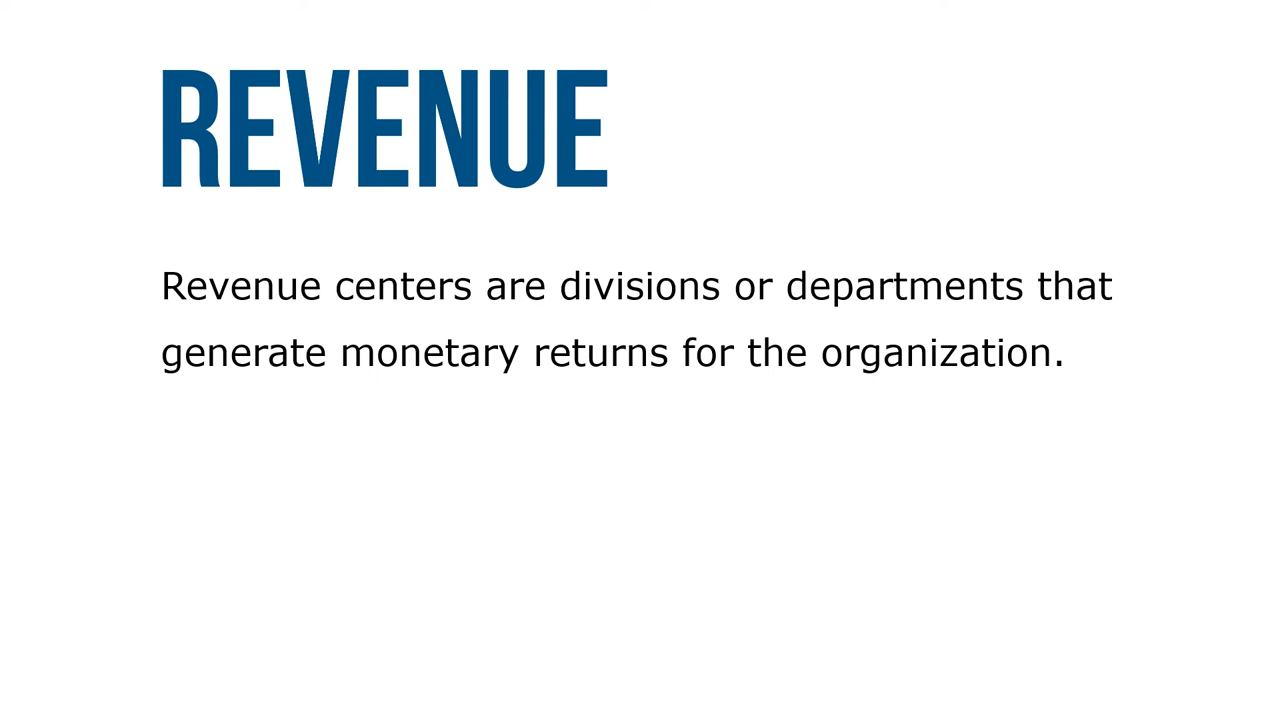 REVENUE
Revenue centers are divisions or departments that
generate monetary returns for the organization.